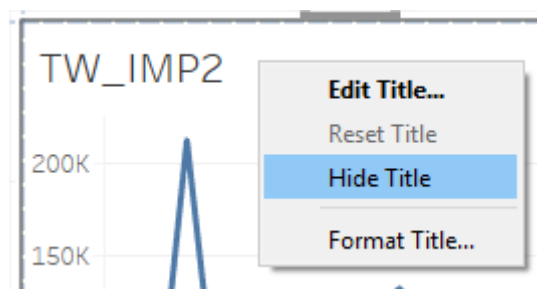 TW_IMP2
Edit Title...
Reset Title
Hide Title
Format Title...
200K
150K